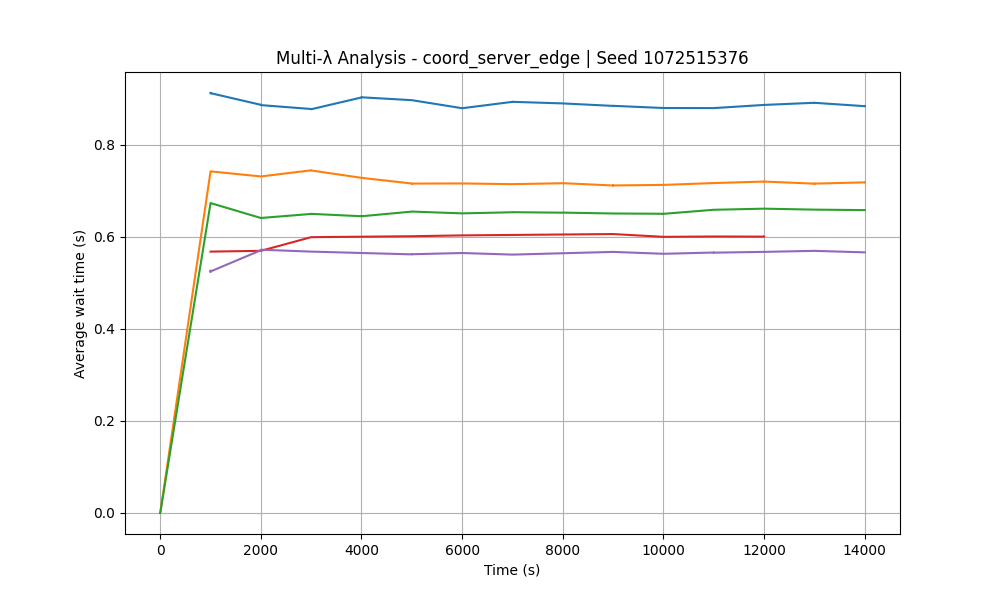 Multi-λ Analysis - coord_server_edge | Seed 1072515376
Average wait time (s)
0.8
0.6
0.4
0.2
0.0
0 2000 4000 6000 8000 10000 12000 14000
Time (s)